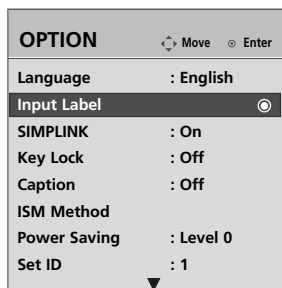 OPTION Move Enter
Language : English
Input Label
SIMPLINK : On
Key Lock : Off
Caption : Off
ISM Method
Power Saving : Level 0
Set ID : 1